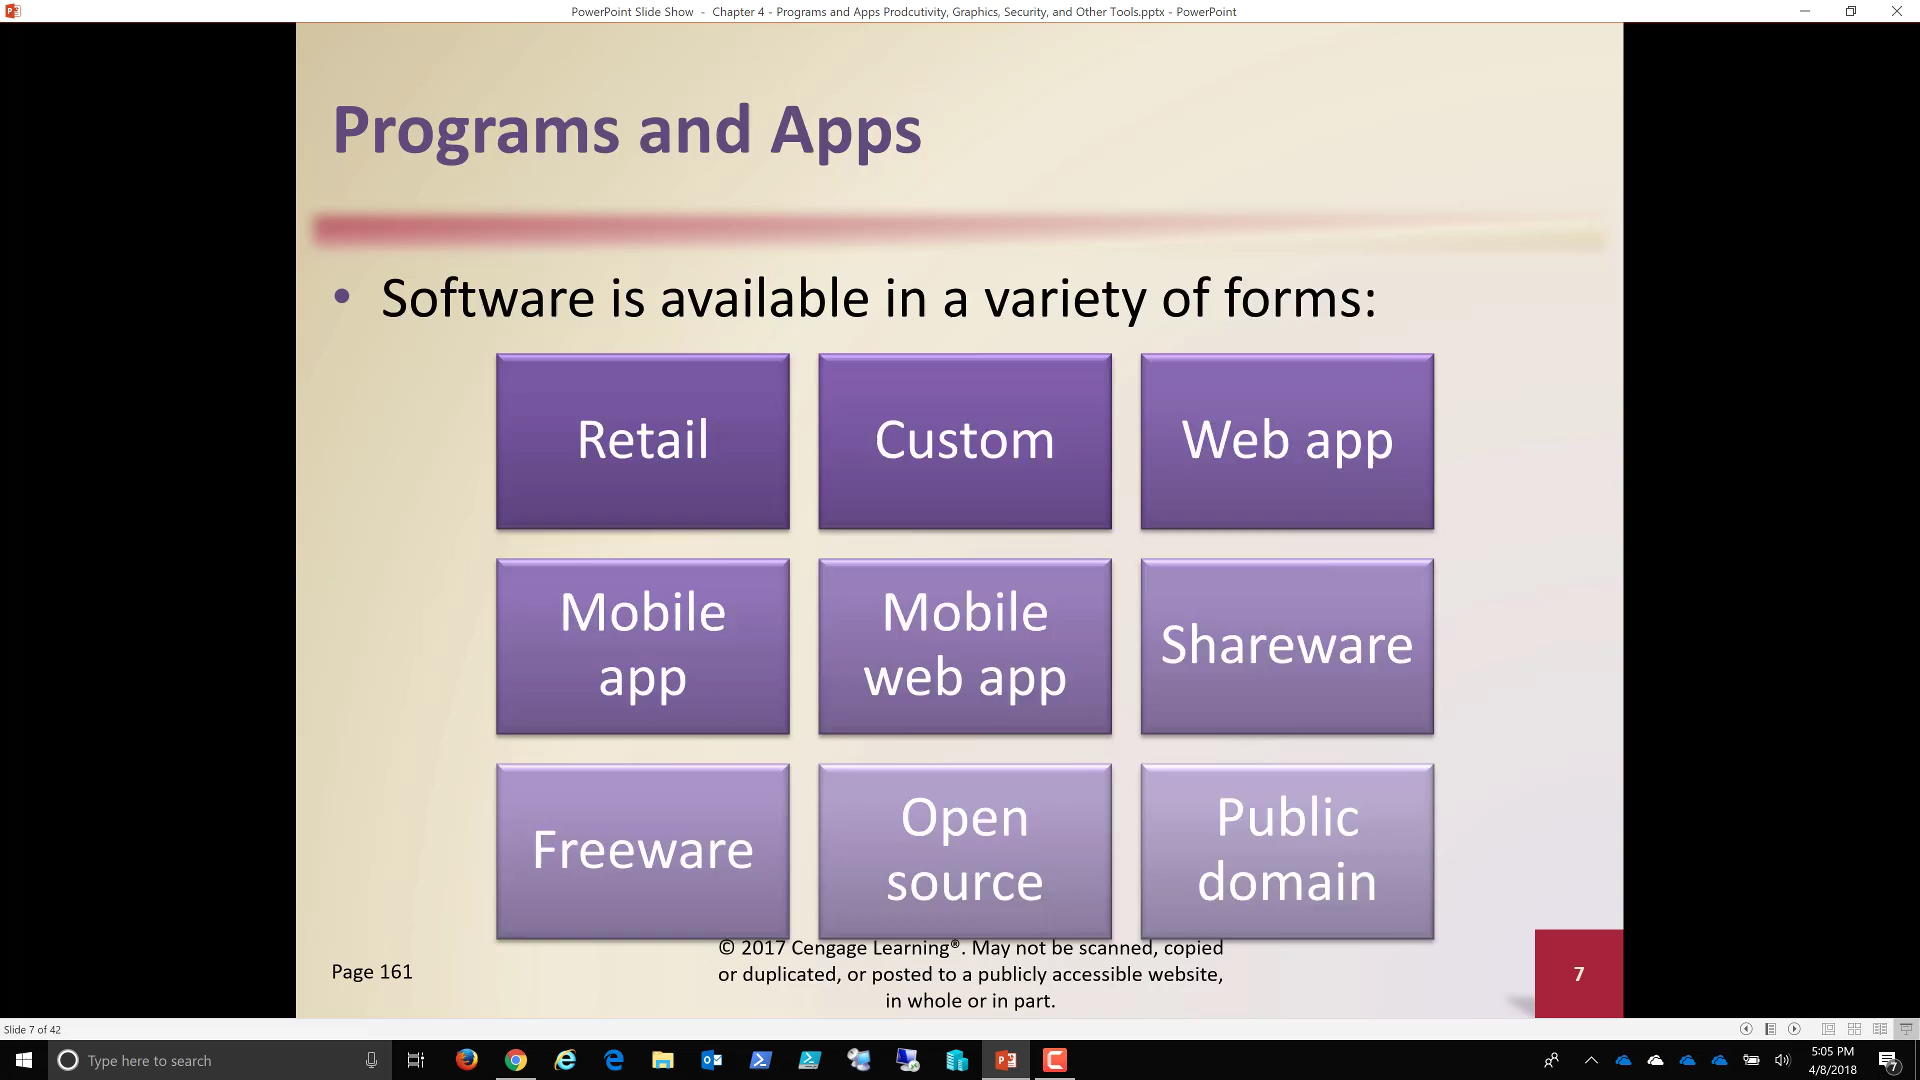 PowerPoint Slide Show - Chapter 4 - Programs and Apps Prodcutivity, Graphics, Security, and Other Tools.pptx - PowerPoint
Programs and Apps
• Software is available in a variety of forms:
Retail
Custom
Web app
Mobile
app
Mobile
web app
Shareware
Freeware
Open
source
Public
domain
© 2017 Cengage Learning®. May not be scanned, copied
or duplicated, or posted to a publicly accessible website,
in whole or in part.
Page 161
7
Slide 7 of 42
Type here to search
5:05 PM
4/8/2018
7